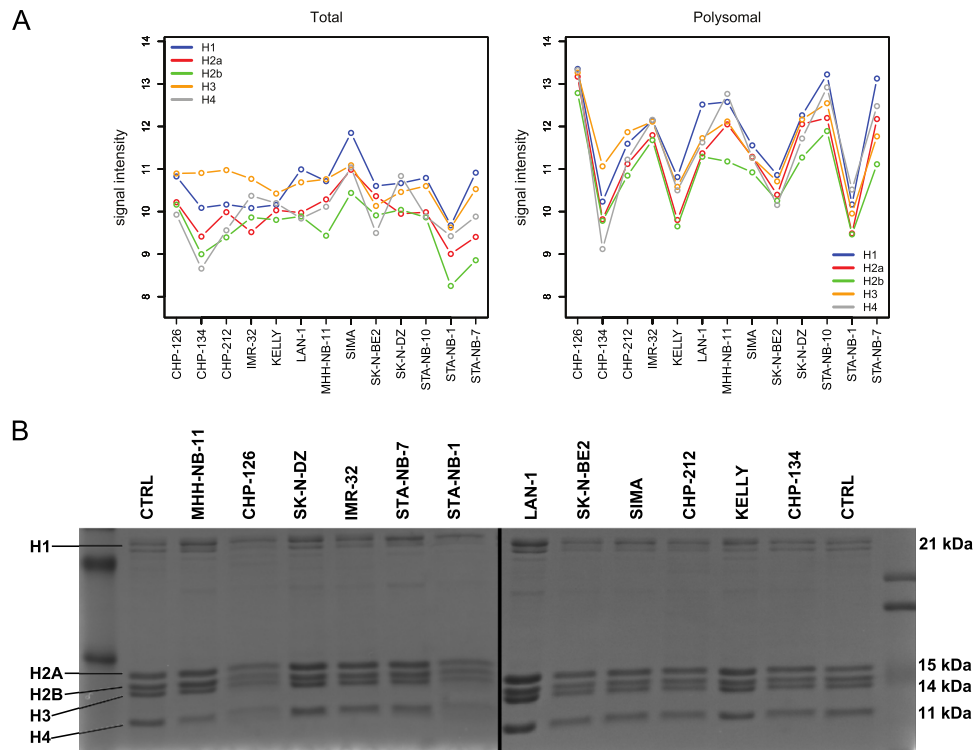 A
Total
Polysomal
signal intensity
14
13
12
11
10
9
8
H1
H2a
H2b
H3
H4
CHP-126
CHP-134
CHP-212
IMR-32
KELLY
LAN-1
MHH-NB-11
SIMA
SK-N-BE2
SK-N-DZ
STA-NB-10
STA-NB-1
STA-NB-7
signal intensity
14
13
12
11
10
9
8
H1
H2a
H2b
H3
H4
CHP-126
CHP-134
CHP-212
IMR-32
KELLY
LAN-1
MHH-NB-11
SIMA
SK-N-BE2
SK-N-DZ
STA-NB-10
STA-NB-1
STA-NB-7
B
CTRL
MHH-NB-11
CHP-126
SK-N-DZ
IMR-32
STA-NB-7
STA-NB-1
LAN-1
SK-N-BE2
SIMA
CHP-212
KELLY
CHP-134
CTRL
H1
H2A
H2B
H3
H4
21 kDa
15 kDa
14 kDa
11 kDa